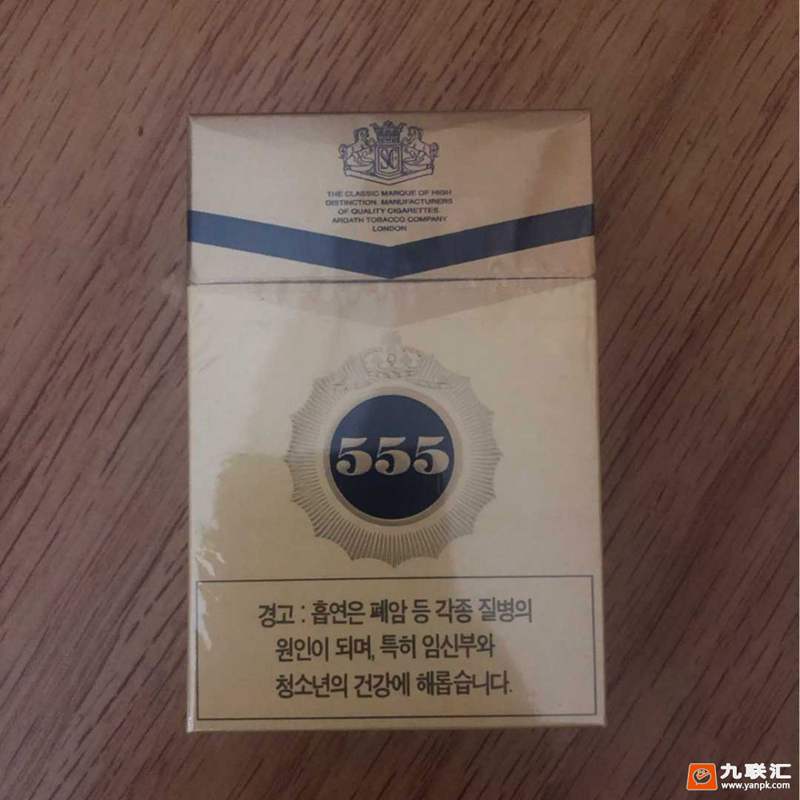 THE CLASSIC MARQUE OF HIGH
DISTINCTION. MANUFACTURERS
OF QUALITY CIGARETTES
ARDATH TOBACCO COMPANY
LONDON
555
경고 : 흡연은 폐암 등 각종 질병의
원인이 되며, 특히 임신부와
청소년의 건강에 해롭습니다.
九联汇
www.yanpk.com